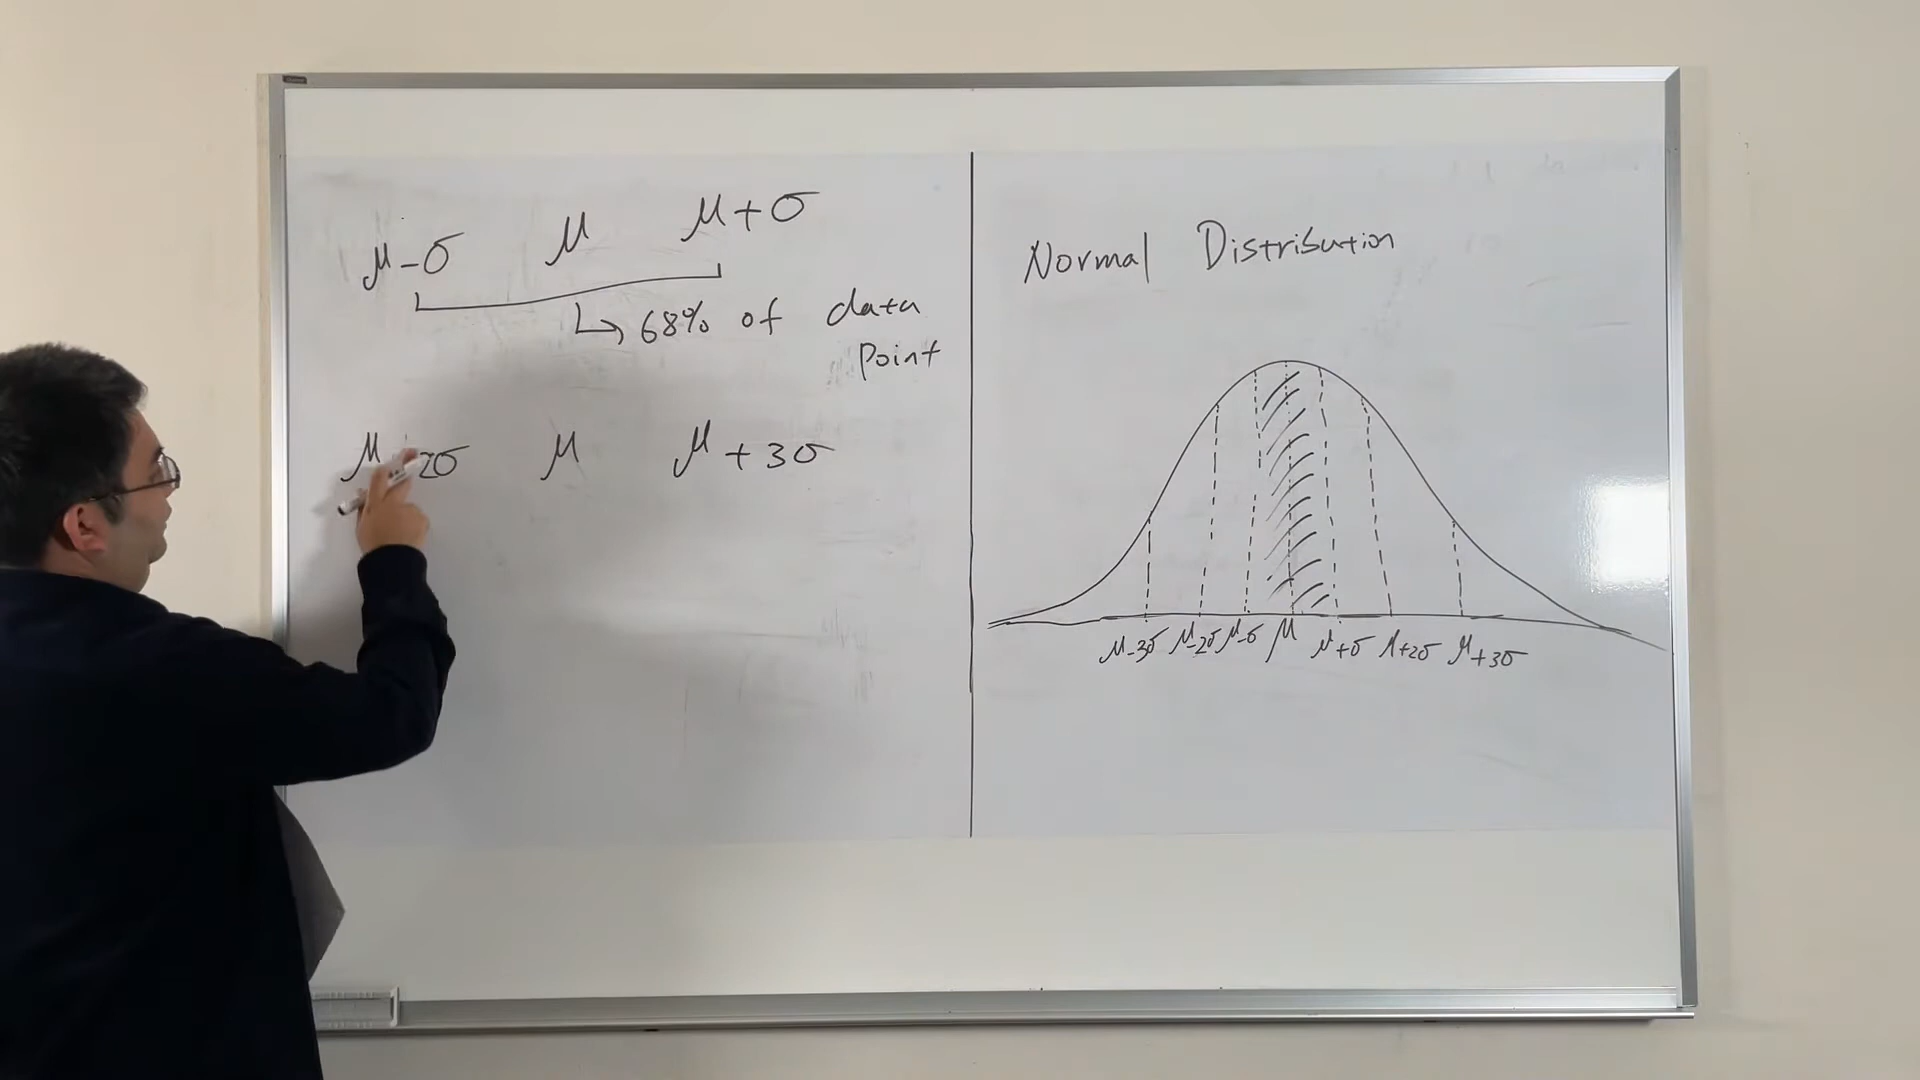 μ-σ μ μ+σ
68% of data
point
μ-2σ μ μ+3σ
Normal Distribution
μ-3σ μ-2σ μ-σ μ μ+σ μ+2σ μ+3σ